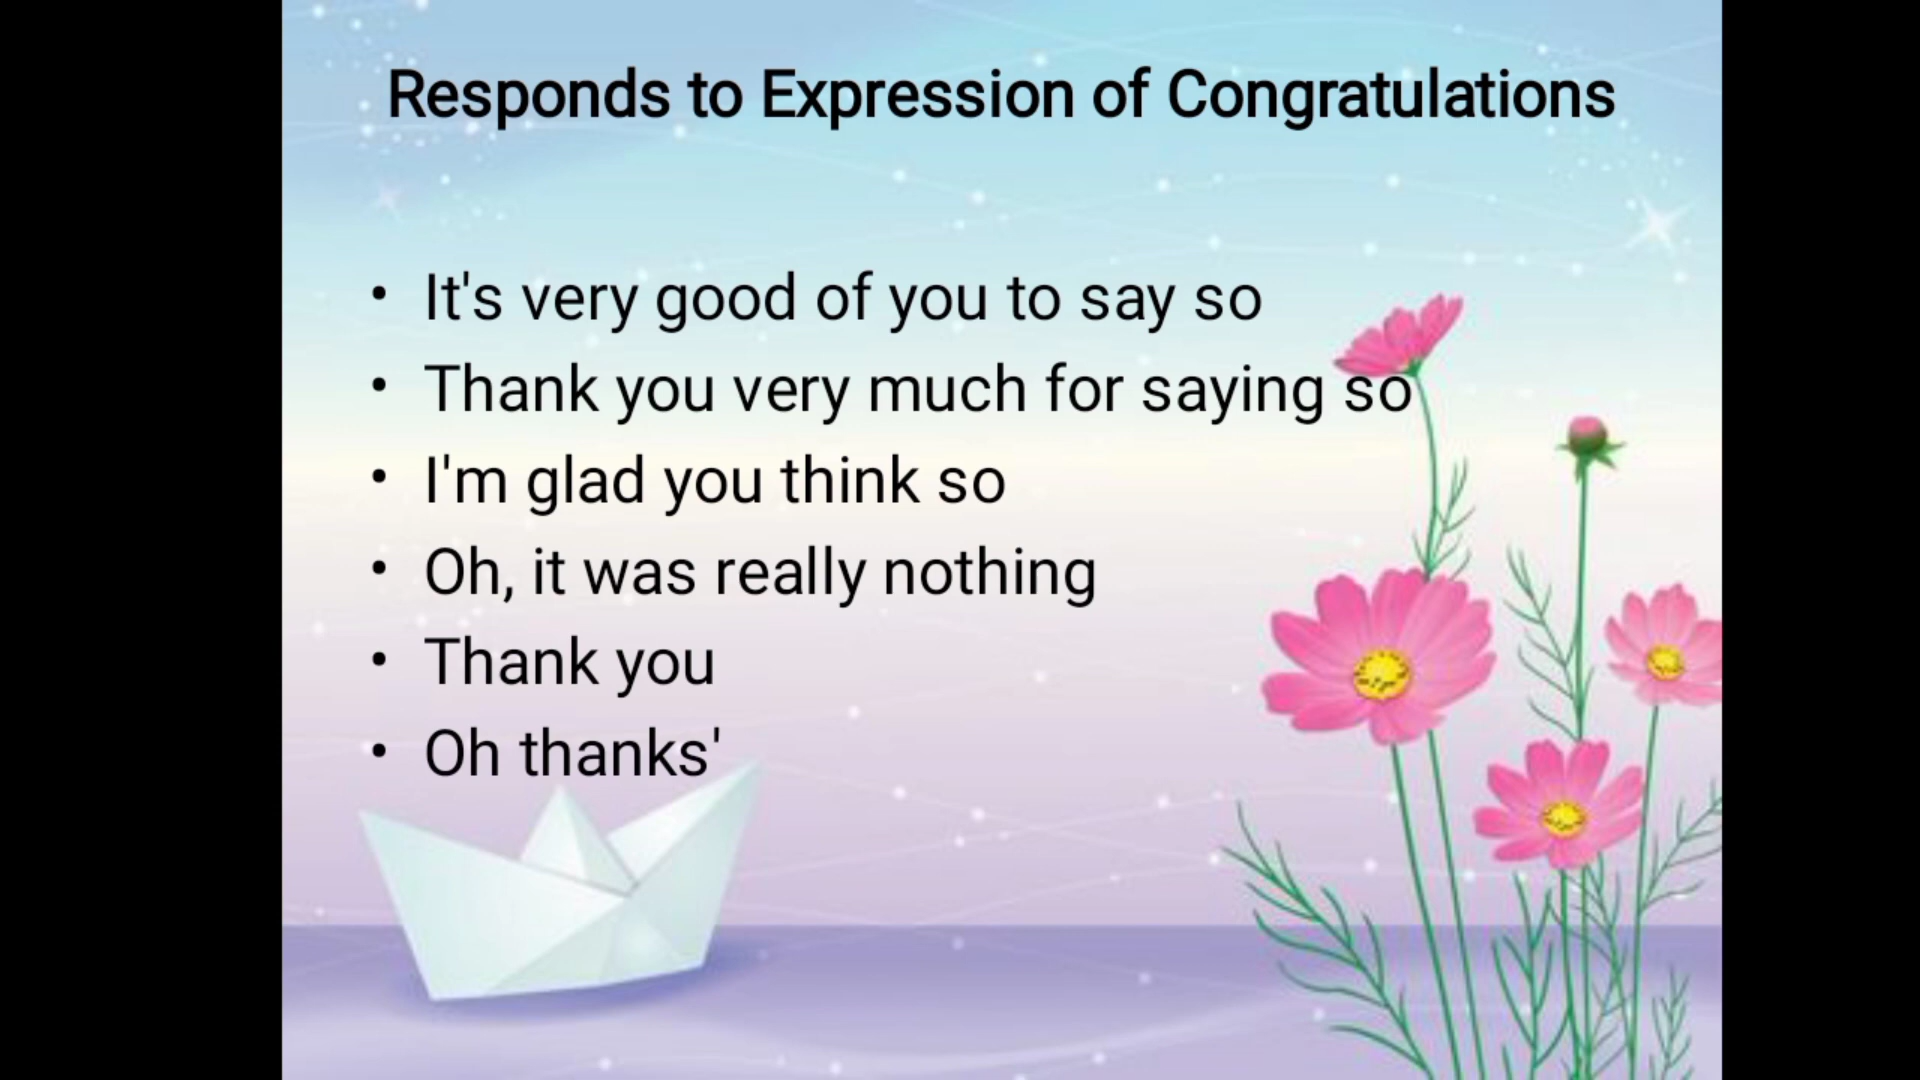 Responds to Expression of Congratulations
• It's very good of you to say so
• Thank you very much for saying so
• I'm glad you think so
• Oh, it was really nothing
• Thank you
• Oh thanks'